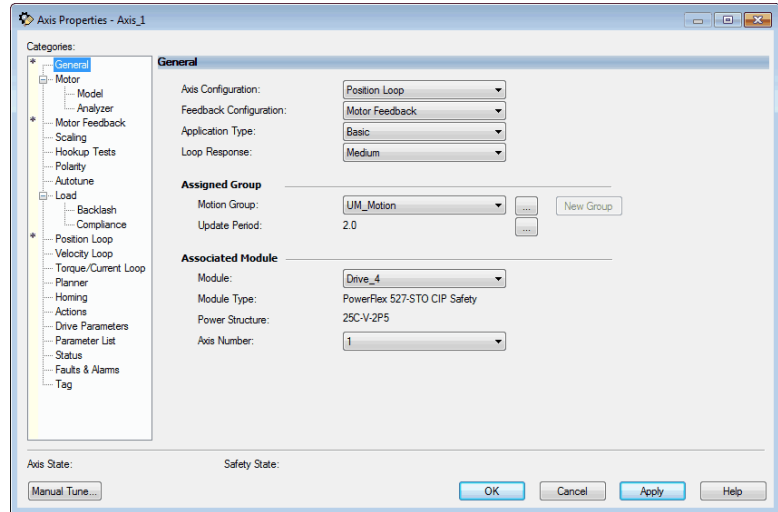 Axis Properties - Axis_1
Categories:
* General
Motor
Model
Analyzer
* Motor Feedback
Scaling
Hookup Tests
Polarity
Autotune
Load
Backlash
Compliance
* Position Loop
Velocity Loop
Torque/Current Loop
Planner
Homing
Actions
Drive Parameters
Parameter List
Status
Faults & Alarms
Tag
General
Axis Configuration: Position Loop
Feedback Configuration: Motor Feedback
Application Type: Basic
Loop Response: Medium
Assigned Group
Motion Group: UM_Motion ... New Group
Update Period: 2.0 ...
Associated Module
Module: Drive_4
Module Type: PowerFlex 527-STO CIP Safety
Power Structure: 25C-V-2P5
Axis Number: 1
Axis State: Safety State:
Manual Tune... OK Cancel Apply Help